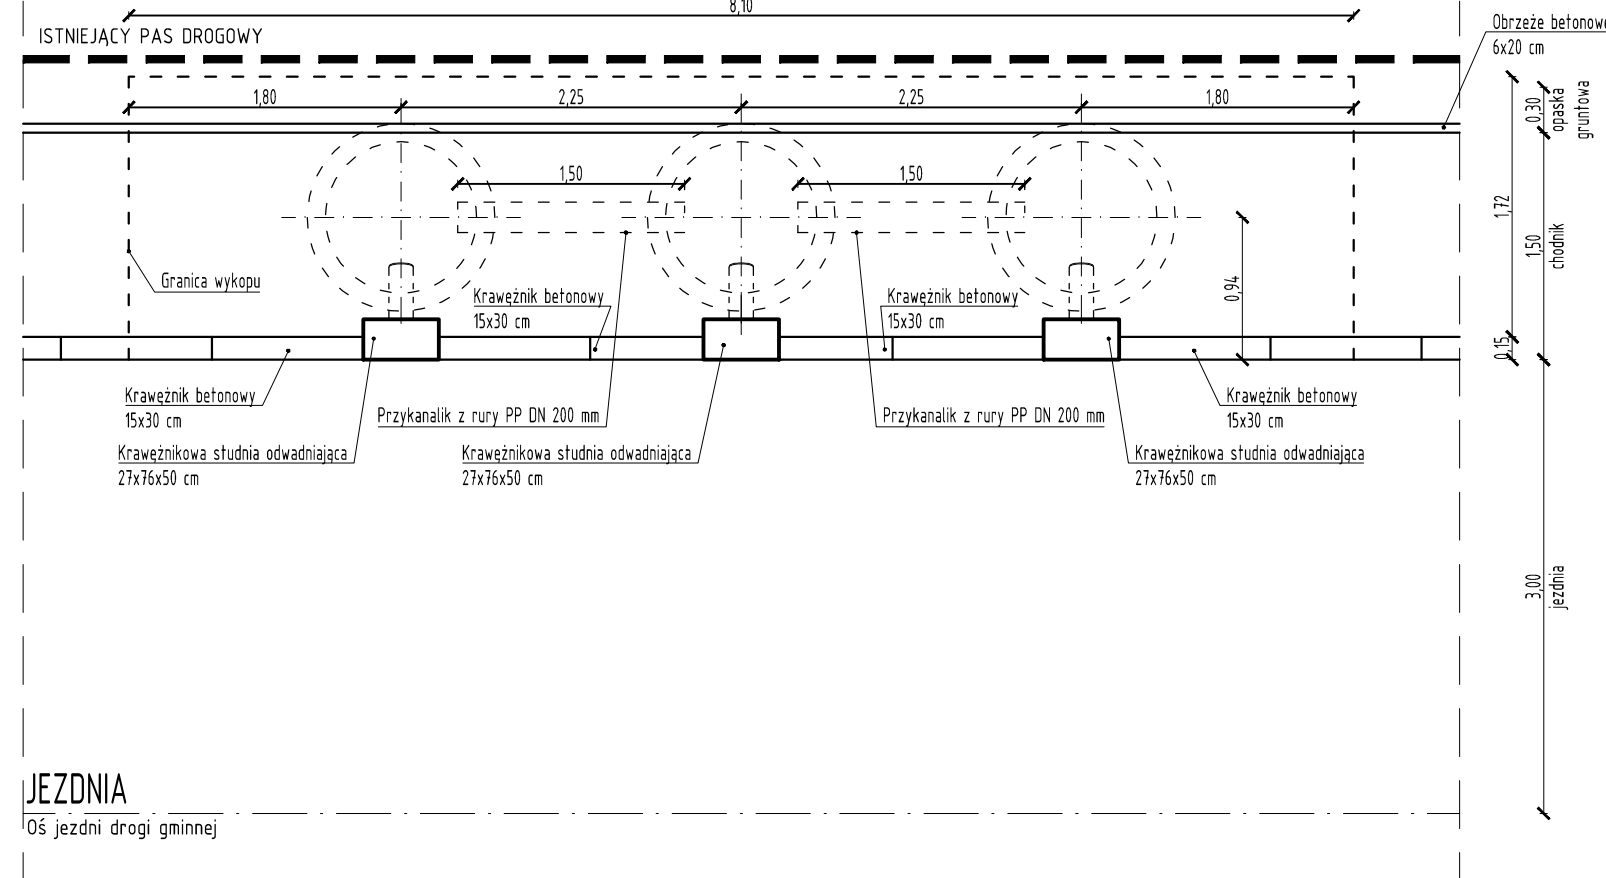 8,10
ISTNIEJĄCY PAS DROGOWY
Obrzeże betonowe
6x20 cm
1,80
2,25
2,25
1,80
0,30
opaska
gruntowa
1,50
1,50
1,72
1,50
chodnik
Granica wykopu
0,94
Krawężnik betonowy
15x30 cm
Krawężnik betonowy
15x30 cm
0,15
Krawężnik betonowy
15x30 cm
Przykanalik z rury PP DN 200 mm
Przykanalik z rury PP DN 200 mm
Krawężnik betonowy
15x30 cm
Krawężnikowa studnia odwadniająca
27x76x50 cm
Krawężnikowa studnia odwadniająca
27x76x50 cm
Krawężnikowa studnia odwadniająca
27x76x50 cm
3,00
jezdnia
JEZDNIA
Oś jezdni drogi gminnej